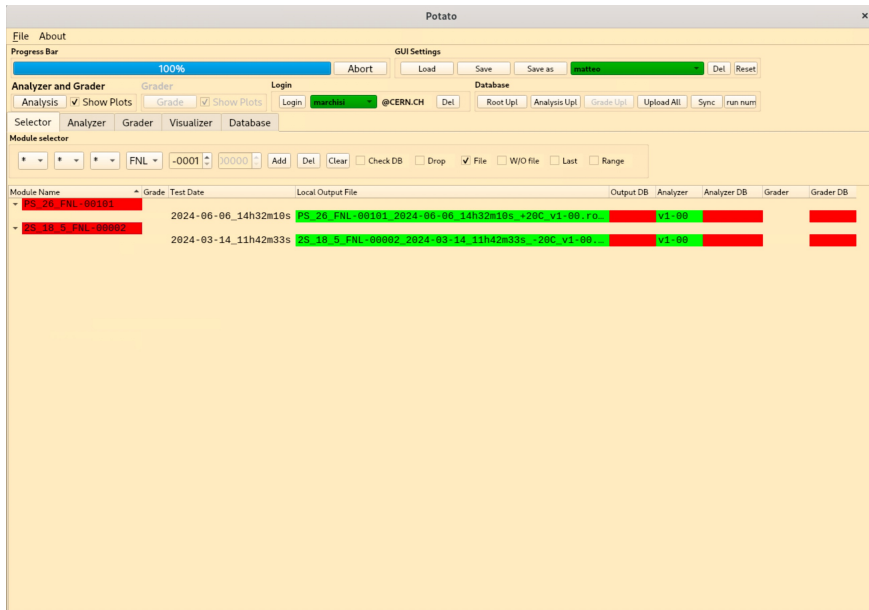 Potato ×
File About
Progress Bar GUI Settings
100% Abort Load Save Save as matteo Del Reset
Analyzer and Grader Grader Login Database
Analysis Show Plots Grade Show Plots Login marchisi @CERN.CH Del Root Upl Analysis Upl Grade Upl Upload All Sync run num
Selector Analyzer Grader Visualizer Database
Module selector
* * * FNL -0001 00000 Add Del Clear Check DB Drop File W/O file Last Range
Module Name Grade Test Date Local Output File Output DB Analyzer Analyzer DB Grader Grader DB
PS_26_FNL-00101
2024-06-06_14h32m10s PS_26_FNL-00101_2024-06-06_14h32m10s_+20C_v1-00.ro... v1-00
2S_18_5_FNL-00002
2024-03-14_11h42m33s 2S_18_5_FNL-00002_2024-03-14_11h42m33s_-20C_v1-00.... v1-00